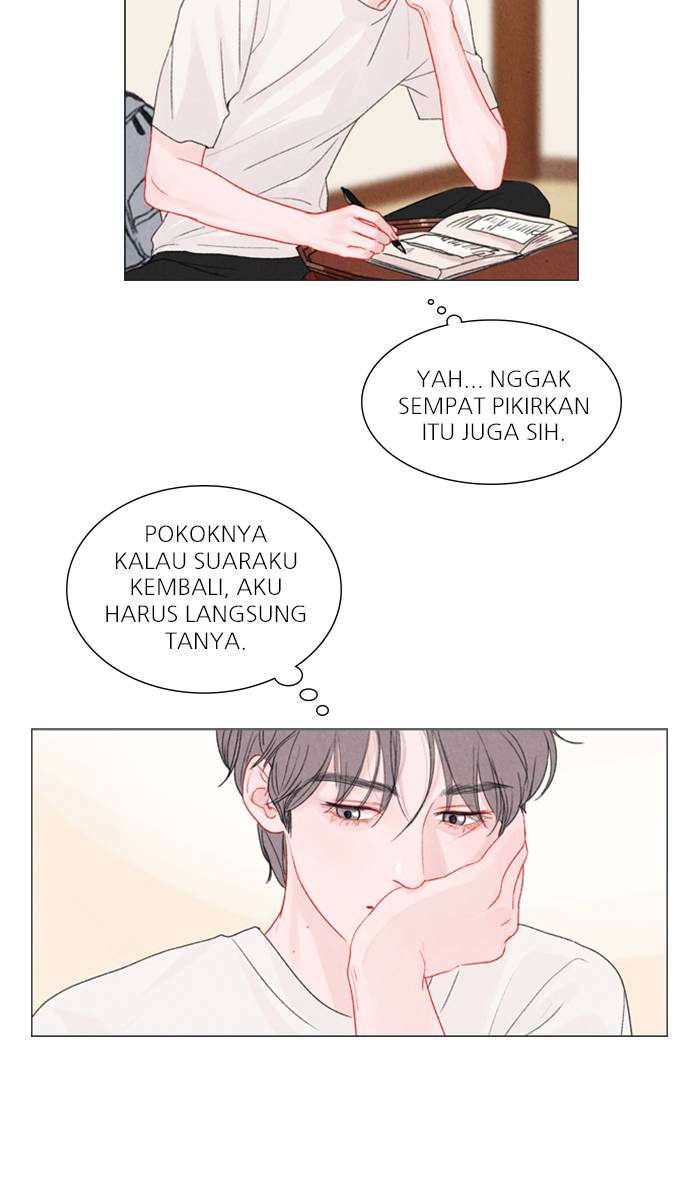 YAH... NGGAK
SEMPAT PIKIRKAN
ITU JUGA SIH.
POKOKNYA
KALAU SUARAKU
KEMBALI, AKU
HARUS LANGSUNG
TANYA.